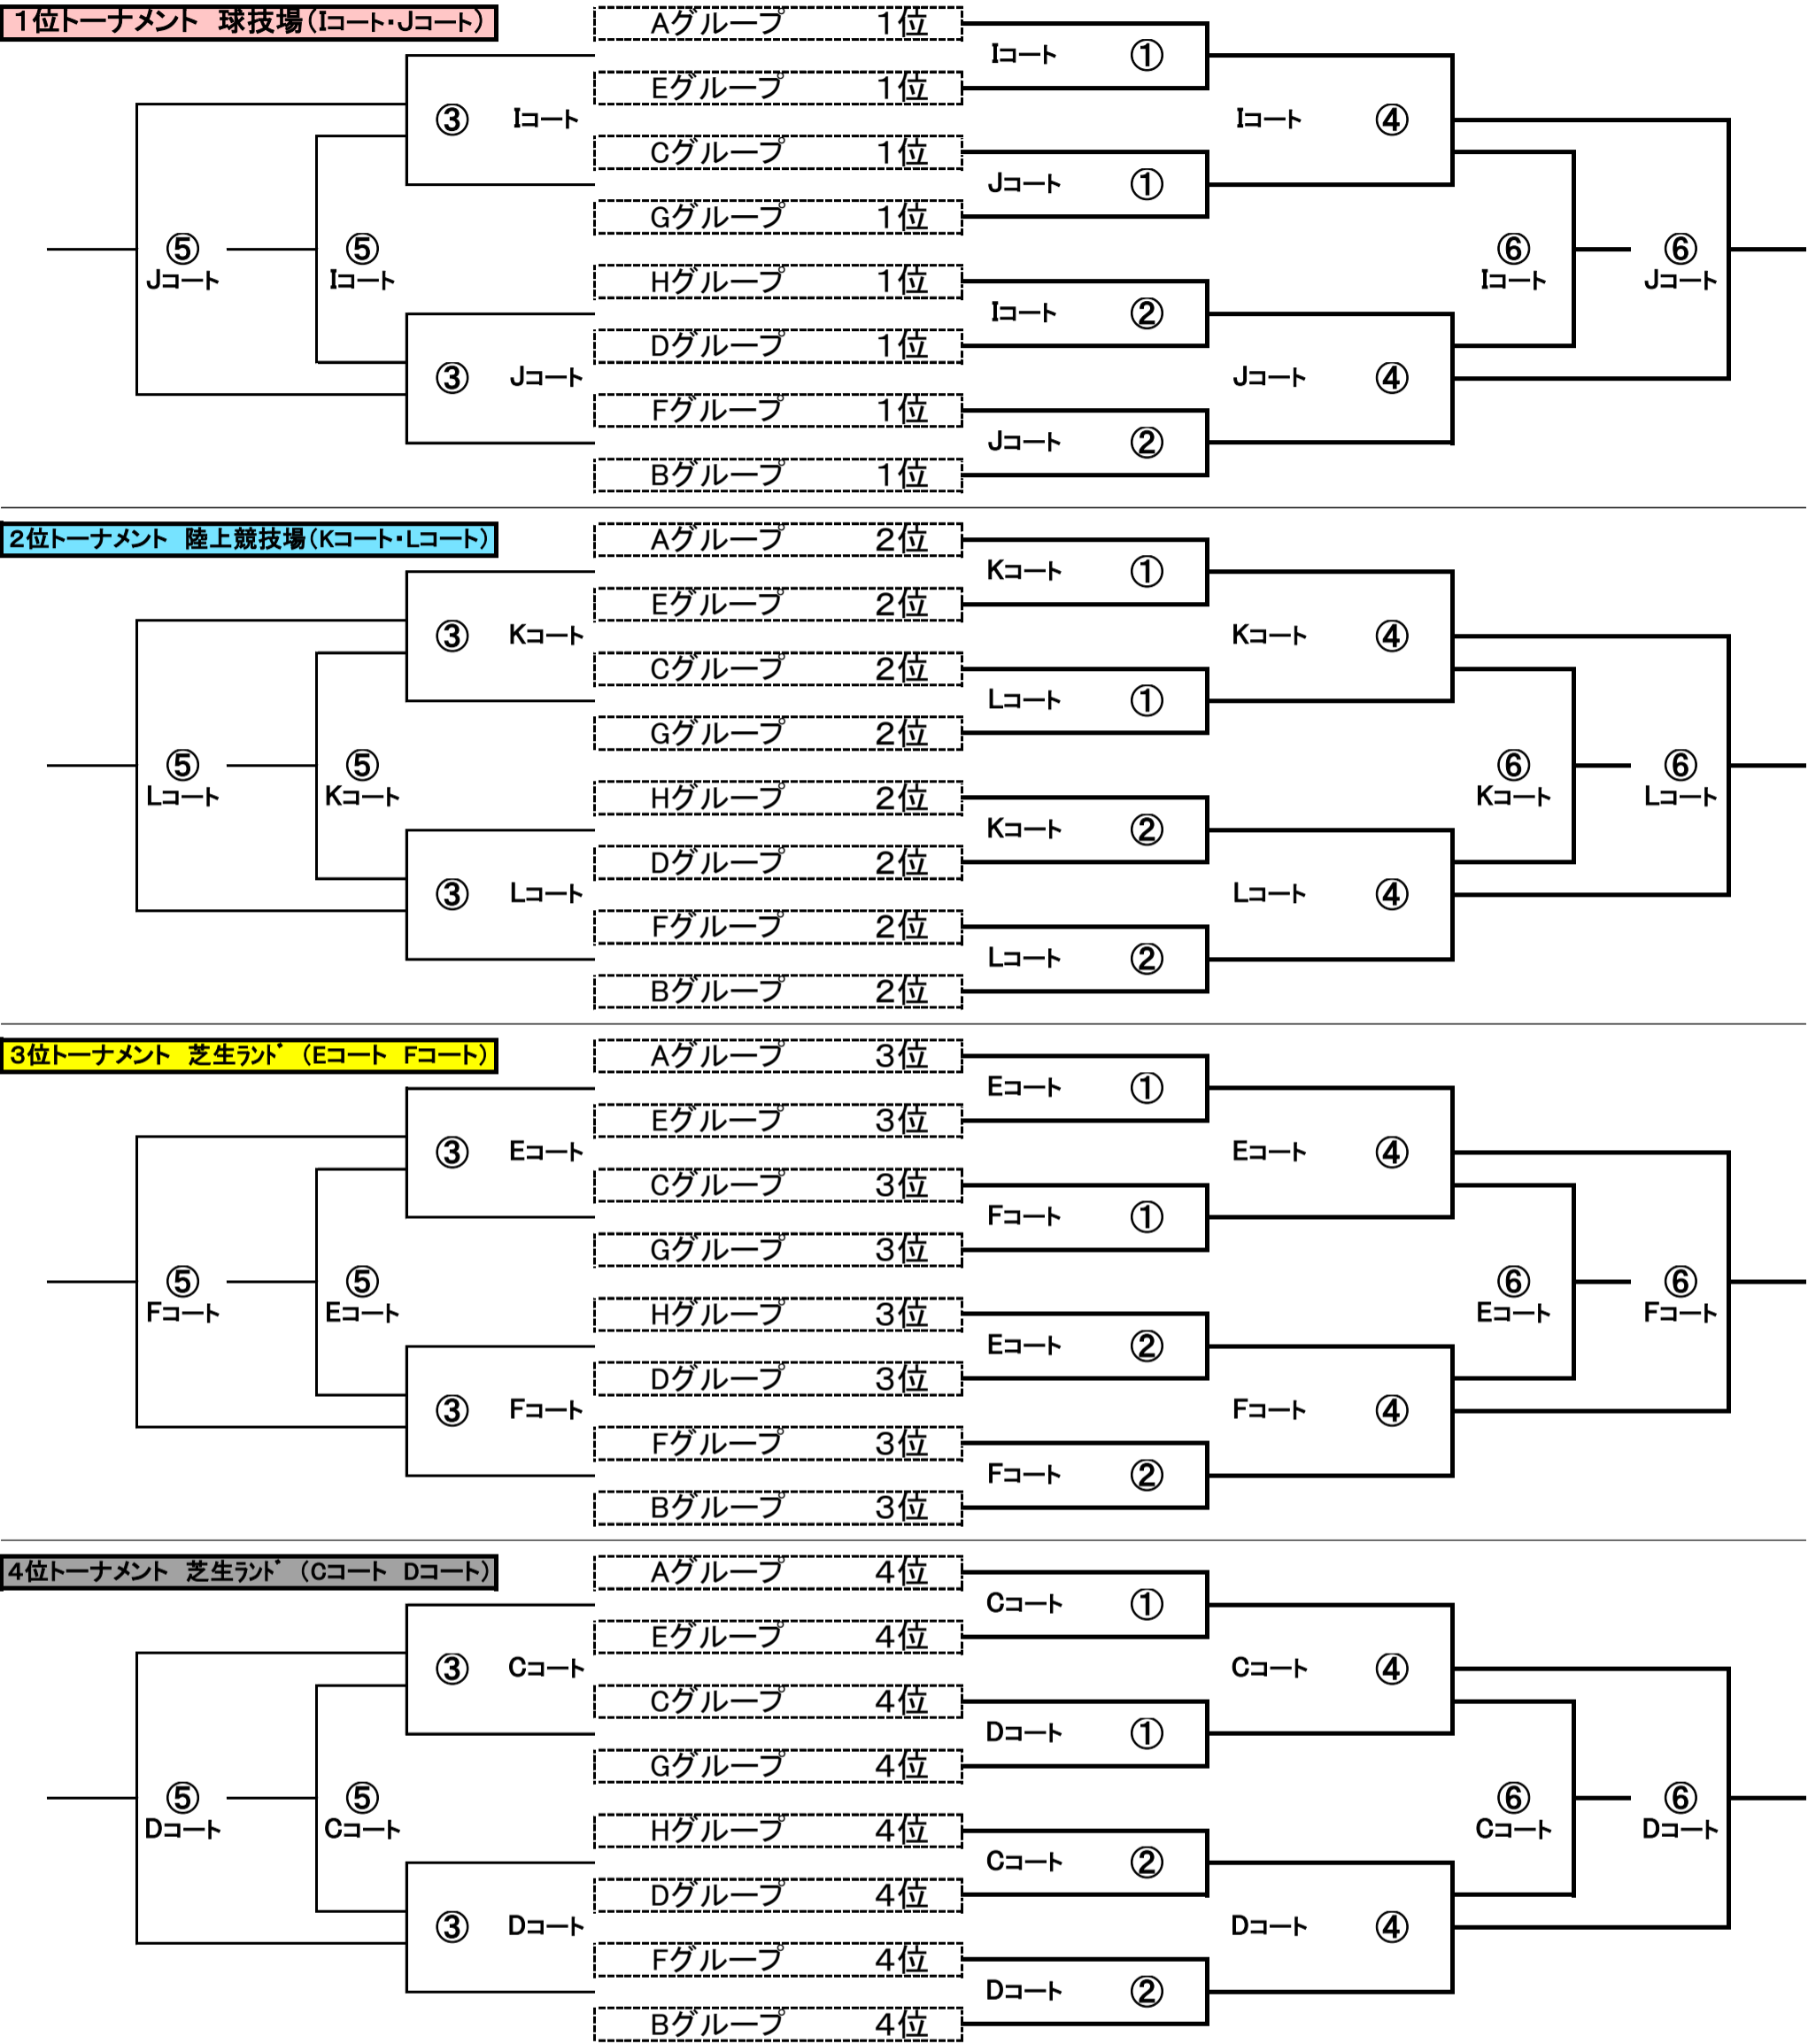 １位トーナメント　球技場（Iコート・Jコート）
Aグループ　１位
Iコート　①
Eグループ　１位
③　Iコート
Iコート　④
Cグループ　１位
Jコート　①
Gグループ　１位
⑤　⑤　⑥　⑥
Jコート　Iコート　Iコート　Jコート
Hグループ　１位
Iコート　②
Dグループ　１位
③　Jコート
Jコート　④
Fグループ　１位
Jコート　②
Bグループ　１位
２位トーナメント　陸上競技場（Kコート・Lコート）
Aグループ　２位
Kコート　①
Eグループ　２位
③　Kコート
Kコート　④
Cグループ　２位
Lコート　①
Gグループ　２位
⑤　⑤　⑥　⑥
Lコート　Kコート　Kコート　Lコート
Hグループ　２位
Kコート　②
Dグループ　２位
③　Lコート
Lコート　④
Fグループ　２位
Lコート　②
Bグループ　２位
３位トーナメント　芝生ﾗﾝﾄﾞ（Eコート　Fコート）
Aグループ　３位
Eコート　①
Eグループ　３位
③　Eコート
Eコート　④
Cグループ　３位
Fコート　①
Gグループ　３位
⑤　⑤　⑥　⑥
Fコート　Eコート　Eコート　Fコート
Hグループ　３位
Eコート　②
Dグループ　３位
③　Fコート
Fコート　④
Fグループ　３位
Fコート　②
Bグループ　３位
４位トーナメント　芝生ﾗﾝﾄﾞ（Cコート　Dコート）
Aグループ　４位
Cコート　①
Eグループ　４位
③　Cコート
Cコート　④
Cグループ　４位
Dコート　①
Gグループ　４位
⑤　⑤　⑥　⑥
Dコート　Cコート　Cコート　Dコート
Hグループ　４位
Cコート　②
Dグループ　４位
③　Dコート
Dコート　④
Fグループ　４位
Dコート　②
Bグループ　４位